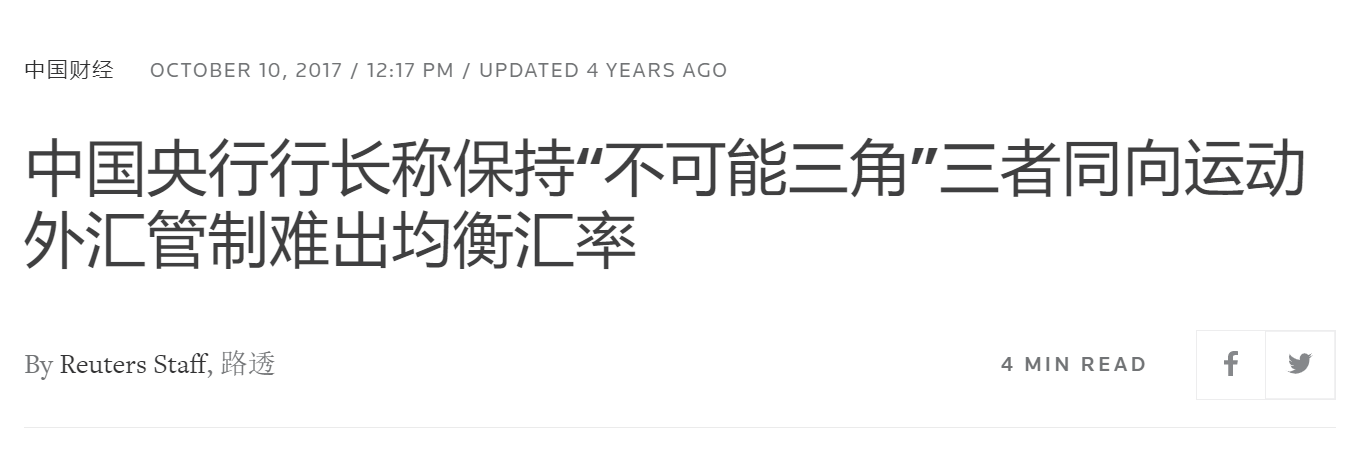 中国财经 OCTOBER 10, 2017 / 12:17 PM / UPDATED 4 YEARS AGO
中国央行行长称保持“不可能三角”三者同向运动
外汇管制难出均衡汇率
By Reuters Staff, 路透 4 MIN READ